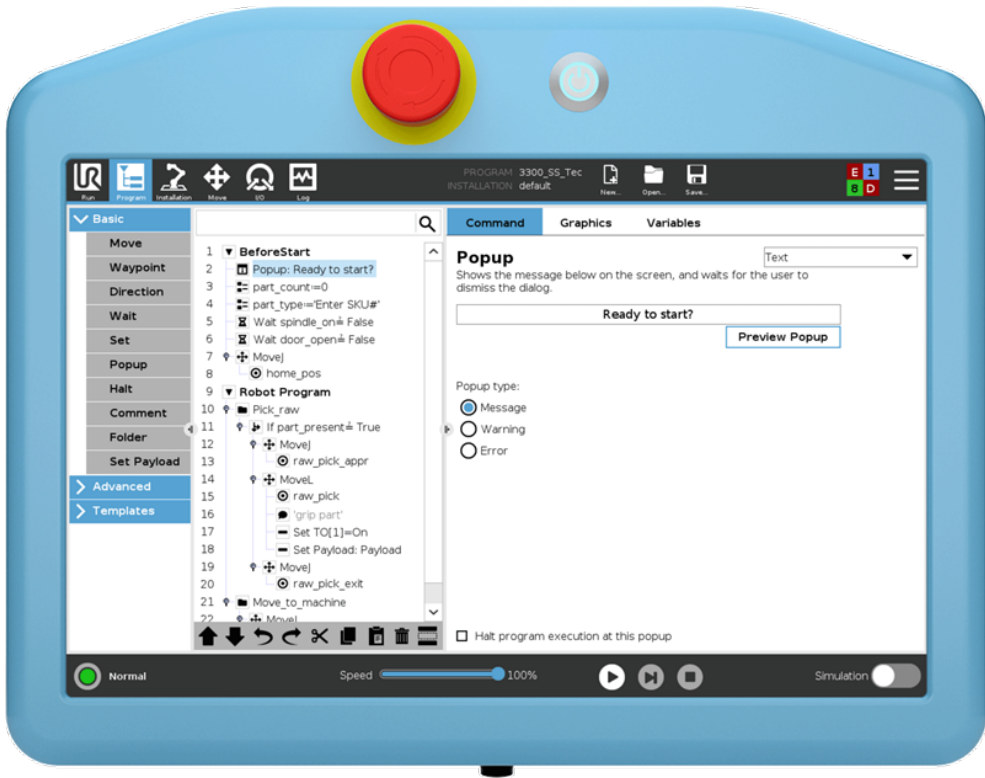 UR
Run
Program
Installation
Move
I/O
Log
PROGRAM 3300_SS_Tec
INSTALLATION default
New...
Open...
Save...
E 1
8 D
Basic
Move
Waypoint
Direction
Wait
Set
Popup
Halt
Comment
Folder
Set Payload
Advanced
Templates
1 BeforeStart
2 Popup: Ready to start?
3 part_count≔0
4 part_type≔'Enter SKU#'
5 Wait spindle_on≟ False
6 Wait door_open≟ False
7 MoveJ
8 home_pos
9 Robot Program
10 Pick_raw
11 If part_present≟ True
12 MoveJ
13 raw_pick_appr
14 MoveL
15 raw_pick
16 'grip part'
17 Set TO[1]=On
18 Set Payload: Payload
19 MoveJ
20 raw_pick_exit
21 Move_to_machine
22 MoveJ
Command Graphics Variables
Popup
Text
Shows the message below on the screen, and waits for the user to
dismiss the dialog.
Ready to start?
Preview Popup
Popup type:
Message
Warning
Error
Halt program execution at this popup
Normal
Speed 100%
Simulation